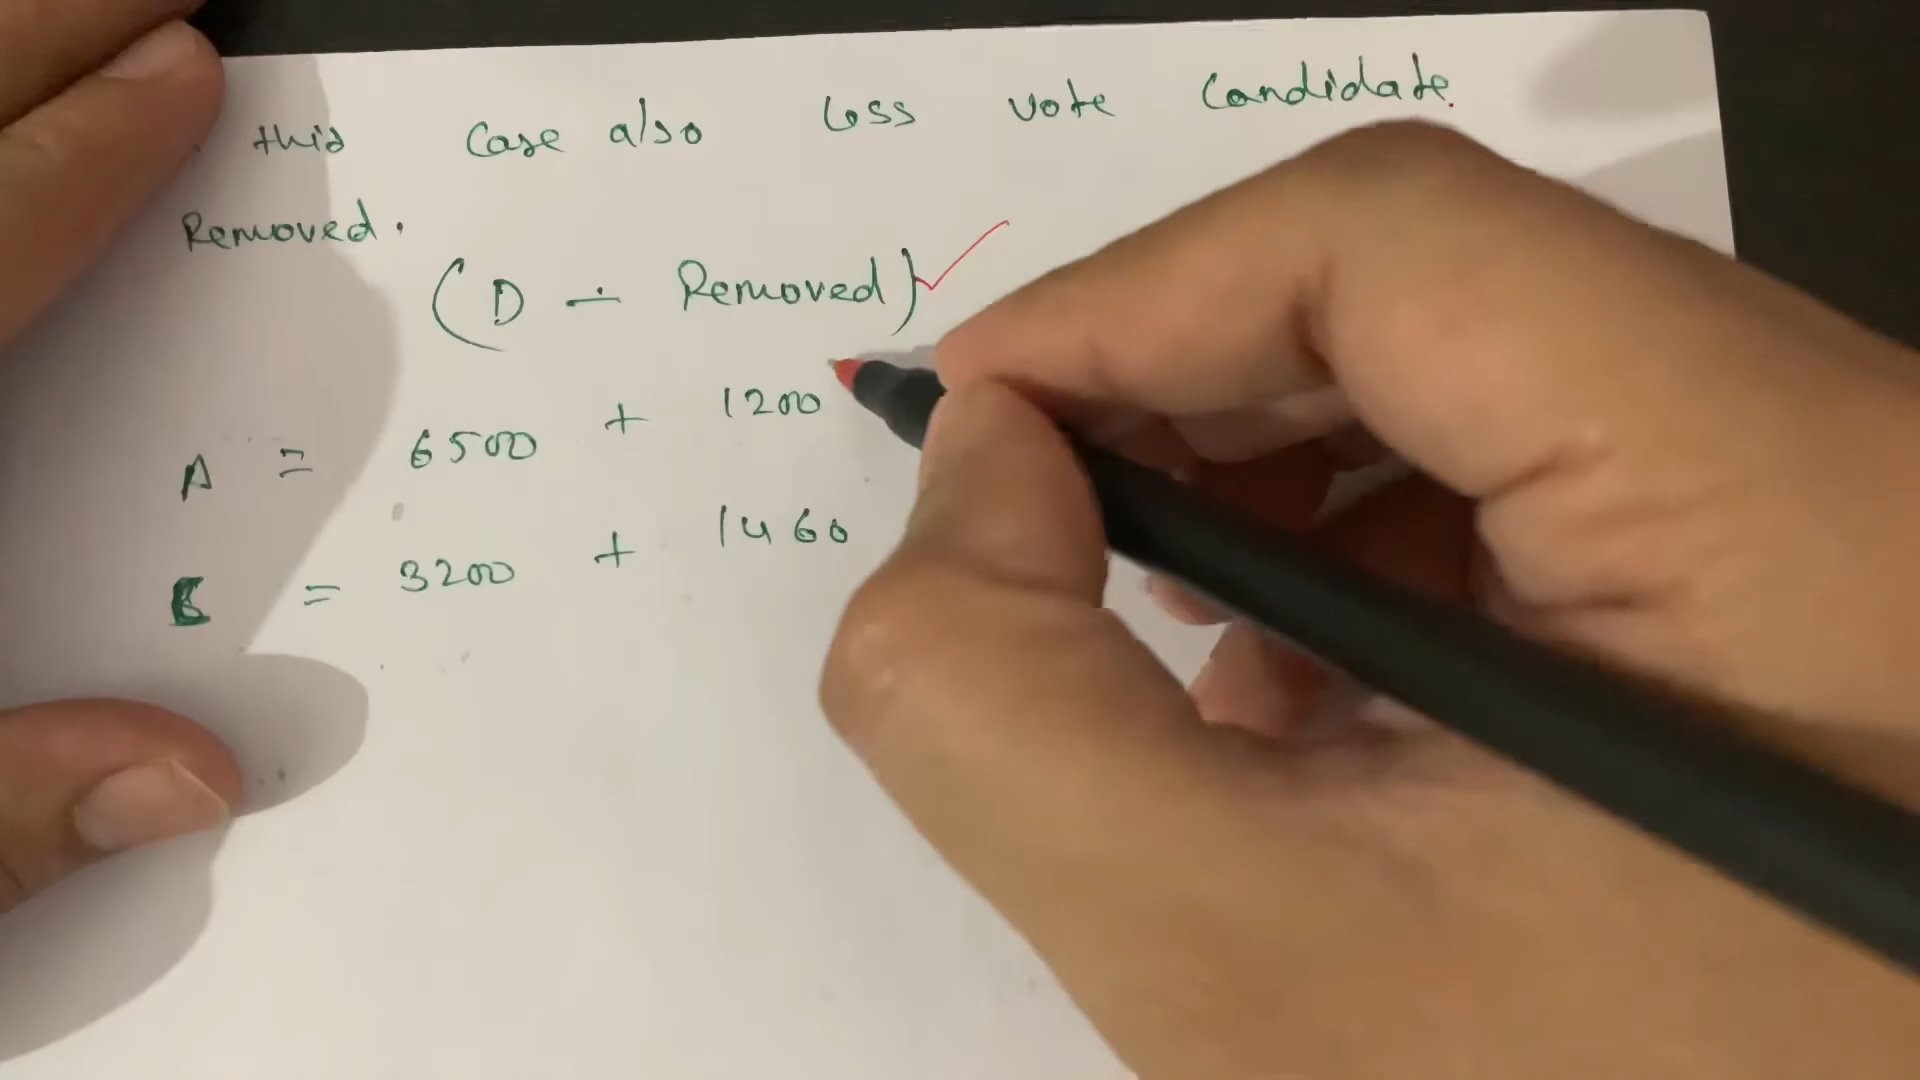 this case also Loss vote Candidate.
Removed.
(D - Removed) ✓
A = 6500 + 1200
= 3200 + 1460